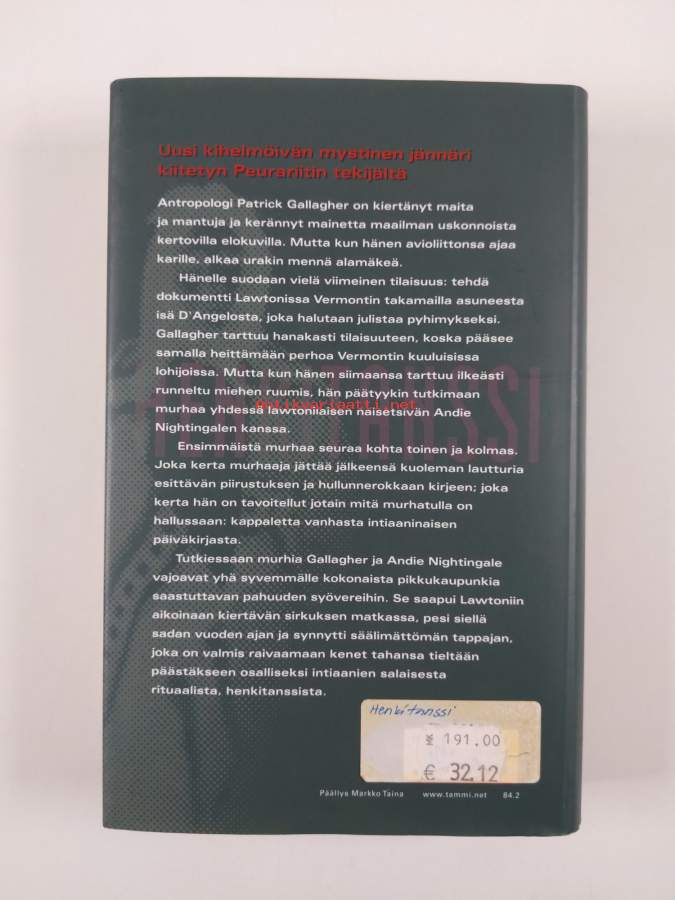 Uusi kihelmöivän mystinen jännäri
kiitetyn Peurariitin tekijältä
Antropologi Patrick Gallagher on kiertänyt maita
ja mantuja ja kerännyt mainetta maailman uskonnoista
kertovilla elokuvilla. Mutta kun hänen avioliittonsa ajaa
karille, alkaa urakin mennä alamäkeä.
Hänelle suodaan vielä viimeinen tilaisuus: tehdä
dokumentti Lawtonissa Vermontin takamailla asuneesta
isä D'Angelosta, joka halutaan julistaa pyhimykseksi.
Gallagher tarttuu hanakasti tilaisuuteen, koska pääsee
samalla heittämään perhoa Vermontin kuuluisissa
lohijoissa. Mutta kun hänen siimaansa tarttuu ilkeästi
runneltu miehen ruumis, hän päätyykin tutkimaan
murhaa yhdessä lawtonilaisen naisetsivän Andie
Nightingalen kanssa.
Ensimmäistä murhaa seuraa kohta toinen ja kolmas.
Joka kerta murhaaja jättää jälkeensä kuoleman lautturia
esittävän piirustuksen ja hullunnerokkaan kirjeen; joka
kerta hän on tavoitellut jotain mitä murhatulla on
hallussaan: kappaletta vanhasta intiaaninaisen
päiväkirjasta.
Tutkiessaan murhia Gallagher ja Andie Nightingale
vajoavat yhä syvemmälle kokonaista pikkukaupunkia
saastuttavan pahuuden syövereihin. Se saapui Lawtoniin
aikoinaan kiertävän sirkuksen matkassa, pesi siellä
sadan vuoden ajan ja synnytti säälimättömän tappajan,
joka on valmis raivaamaan kenet tahansa tieltään
päästäkseen osalliseksi intiaanien salaisesta
rituaalista, henkitanssista.
HENKITANSSI
Antikvariaatti.net
Henkitanssi
191.00
€ 32.12
Päällys Markko Taina www.tammi.net 84.2